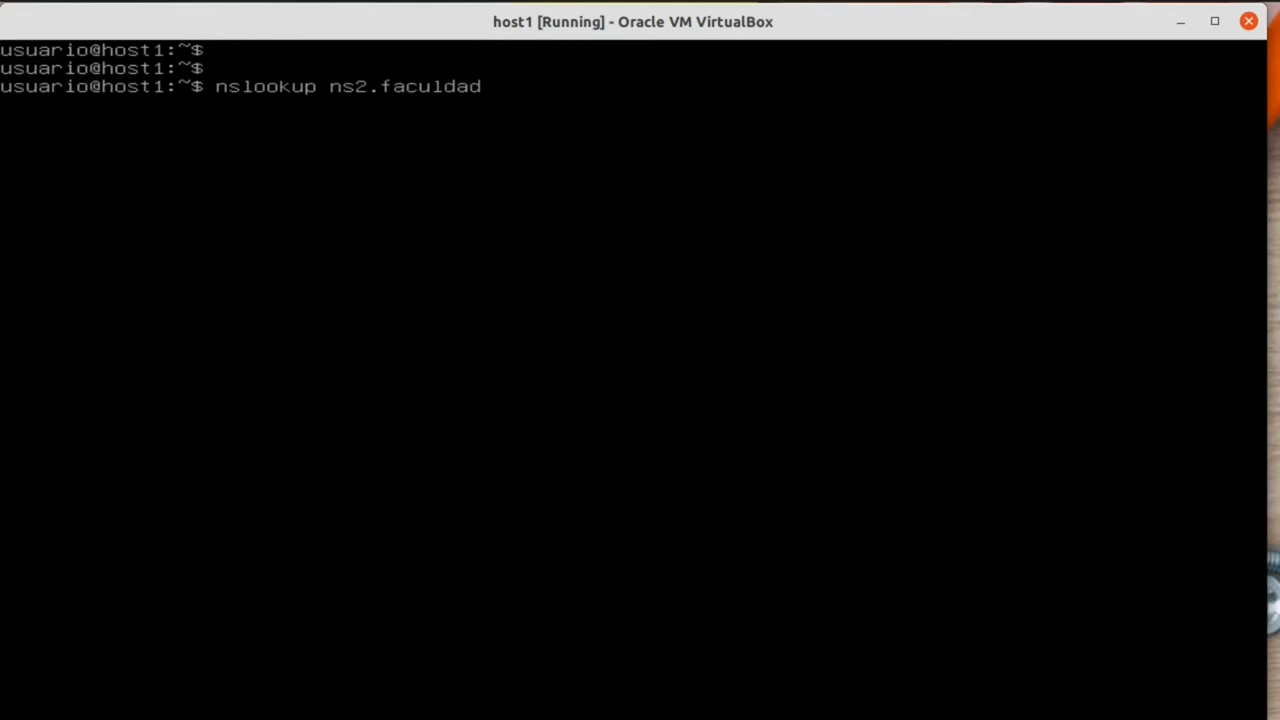 host1 [Running] - Oracle VM VirtualBox
usuario@host1:~$
usuario@host1:~$
usuario@host1:~$ nslookup ns2.faculdad